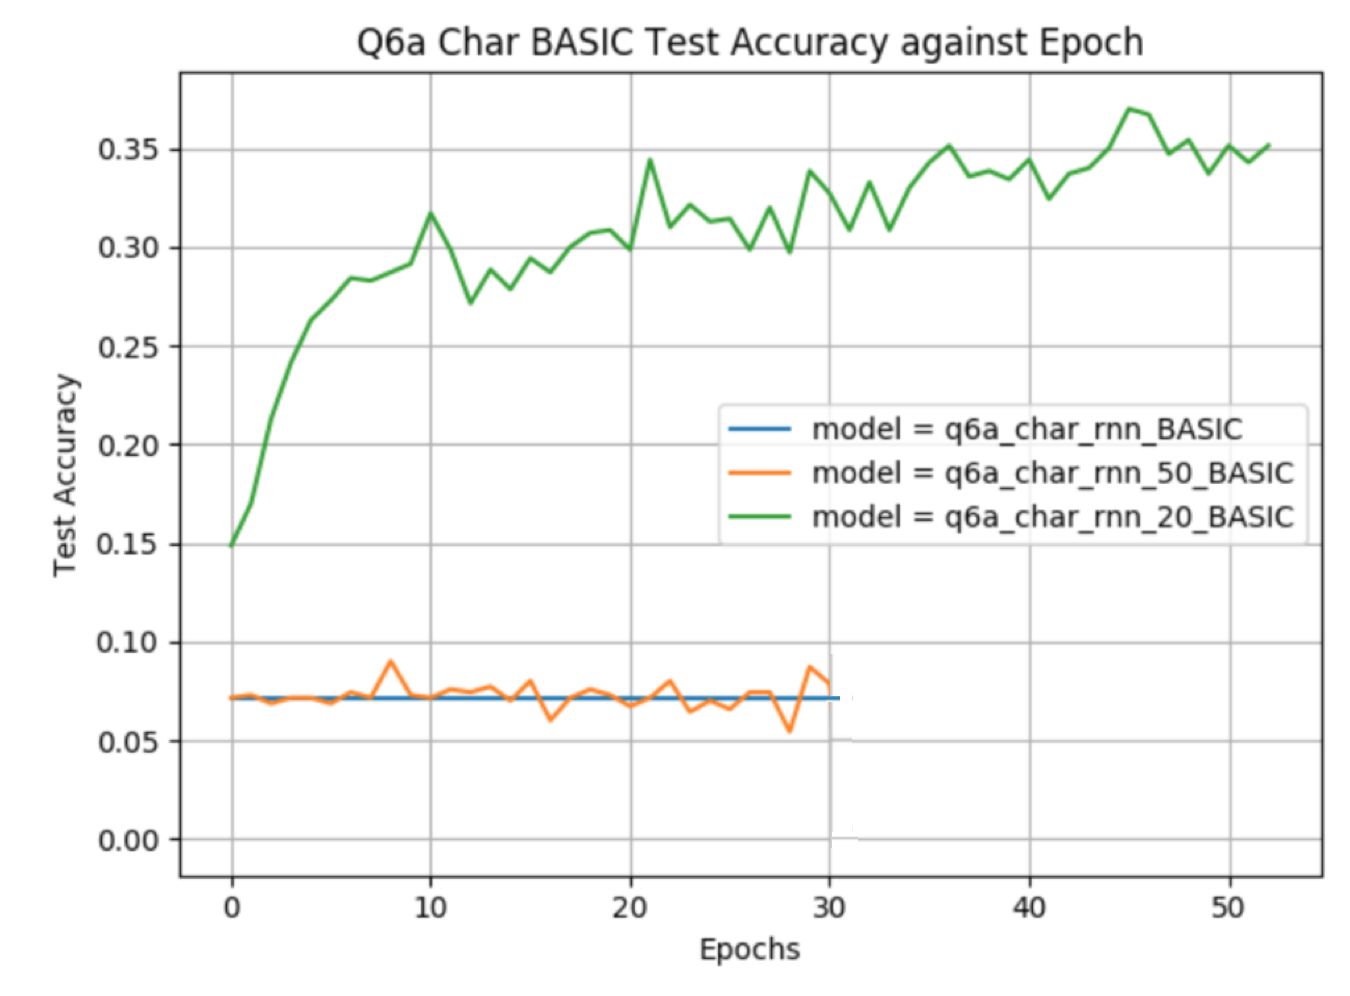 Q6a Char BASIC Test Accuracy against Epoch
0.35
0.30
0.25
0.20
0.15
0.10
0.05
0.00
Test Accuracy
model = q6a_char_rnn_BASIC
model = q6a_char_rnn_50_BASIC
model = q6a_char_rnn_20_BASIC
0 10 20 30 40 50
Epochs